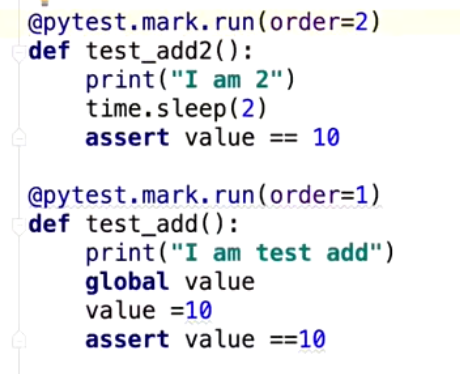 @pytest.mark.run(order=2)
def test_add2():
    print("I am 2")
    time.sleep(2)
    assert value == 10
@pytest.mark.run(order=1)
def test_add():
    print("I am test add")
    global value
    value =10
    assert value ==10